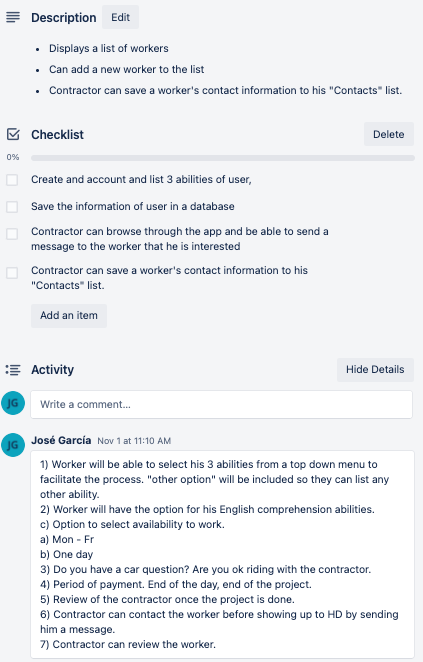 Description Edit
• Displays a list of workers
• Can add a new worker to the list
• Contractor can save a worker's contact information to his "Contacts" list.
Checklist Delete
0%
Create and account and list 3 abilities of user,
Save the information of user in a database
Contractor can browse through the app and be able to send a
message to the worker that he is interested
Contractor can save a worker's contact information to his
"Contacts" list.
Add an item
Activity Hide Details
JG Write a comment...
JG José García Nov 1 at 11:10 AM
1) Worker will be able to select his 3 abilities from a top down menu to
facilitate the process. "other option" will be included so they can list any
other ability.
2) Worker will have the option for his English comprehension abilities.
c) Option to select availability to work.
a) Mon - Fr
b) One day
3) Do you have a car question? Are you ok riding with the contractor.
4) Period of payment. End of the day, end of the project.
5) Review of the contractor once the project is done.
6) Contractor can contact the worker before showing up to HD by sending
him a message.
7) Contractor can review the worker.